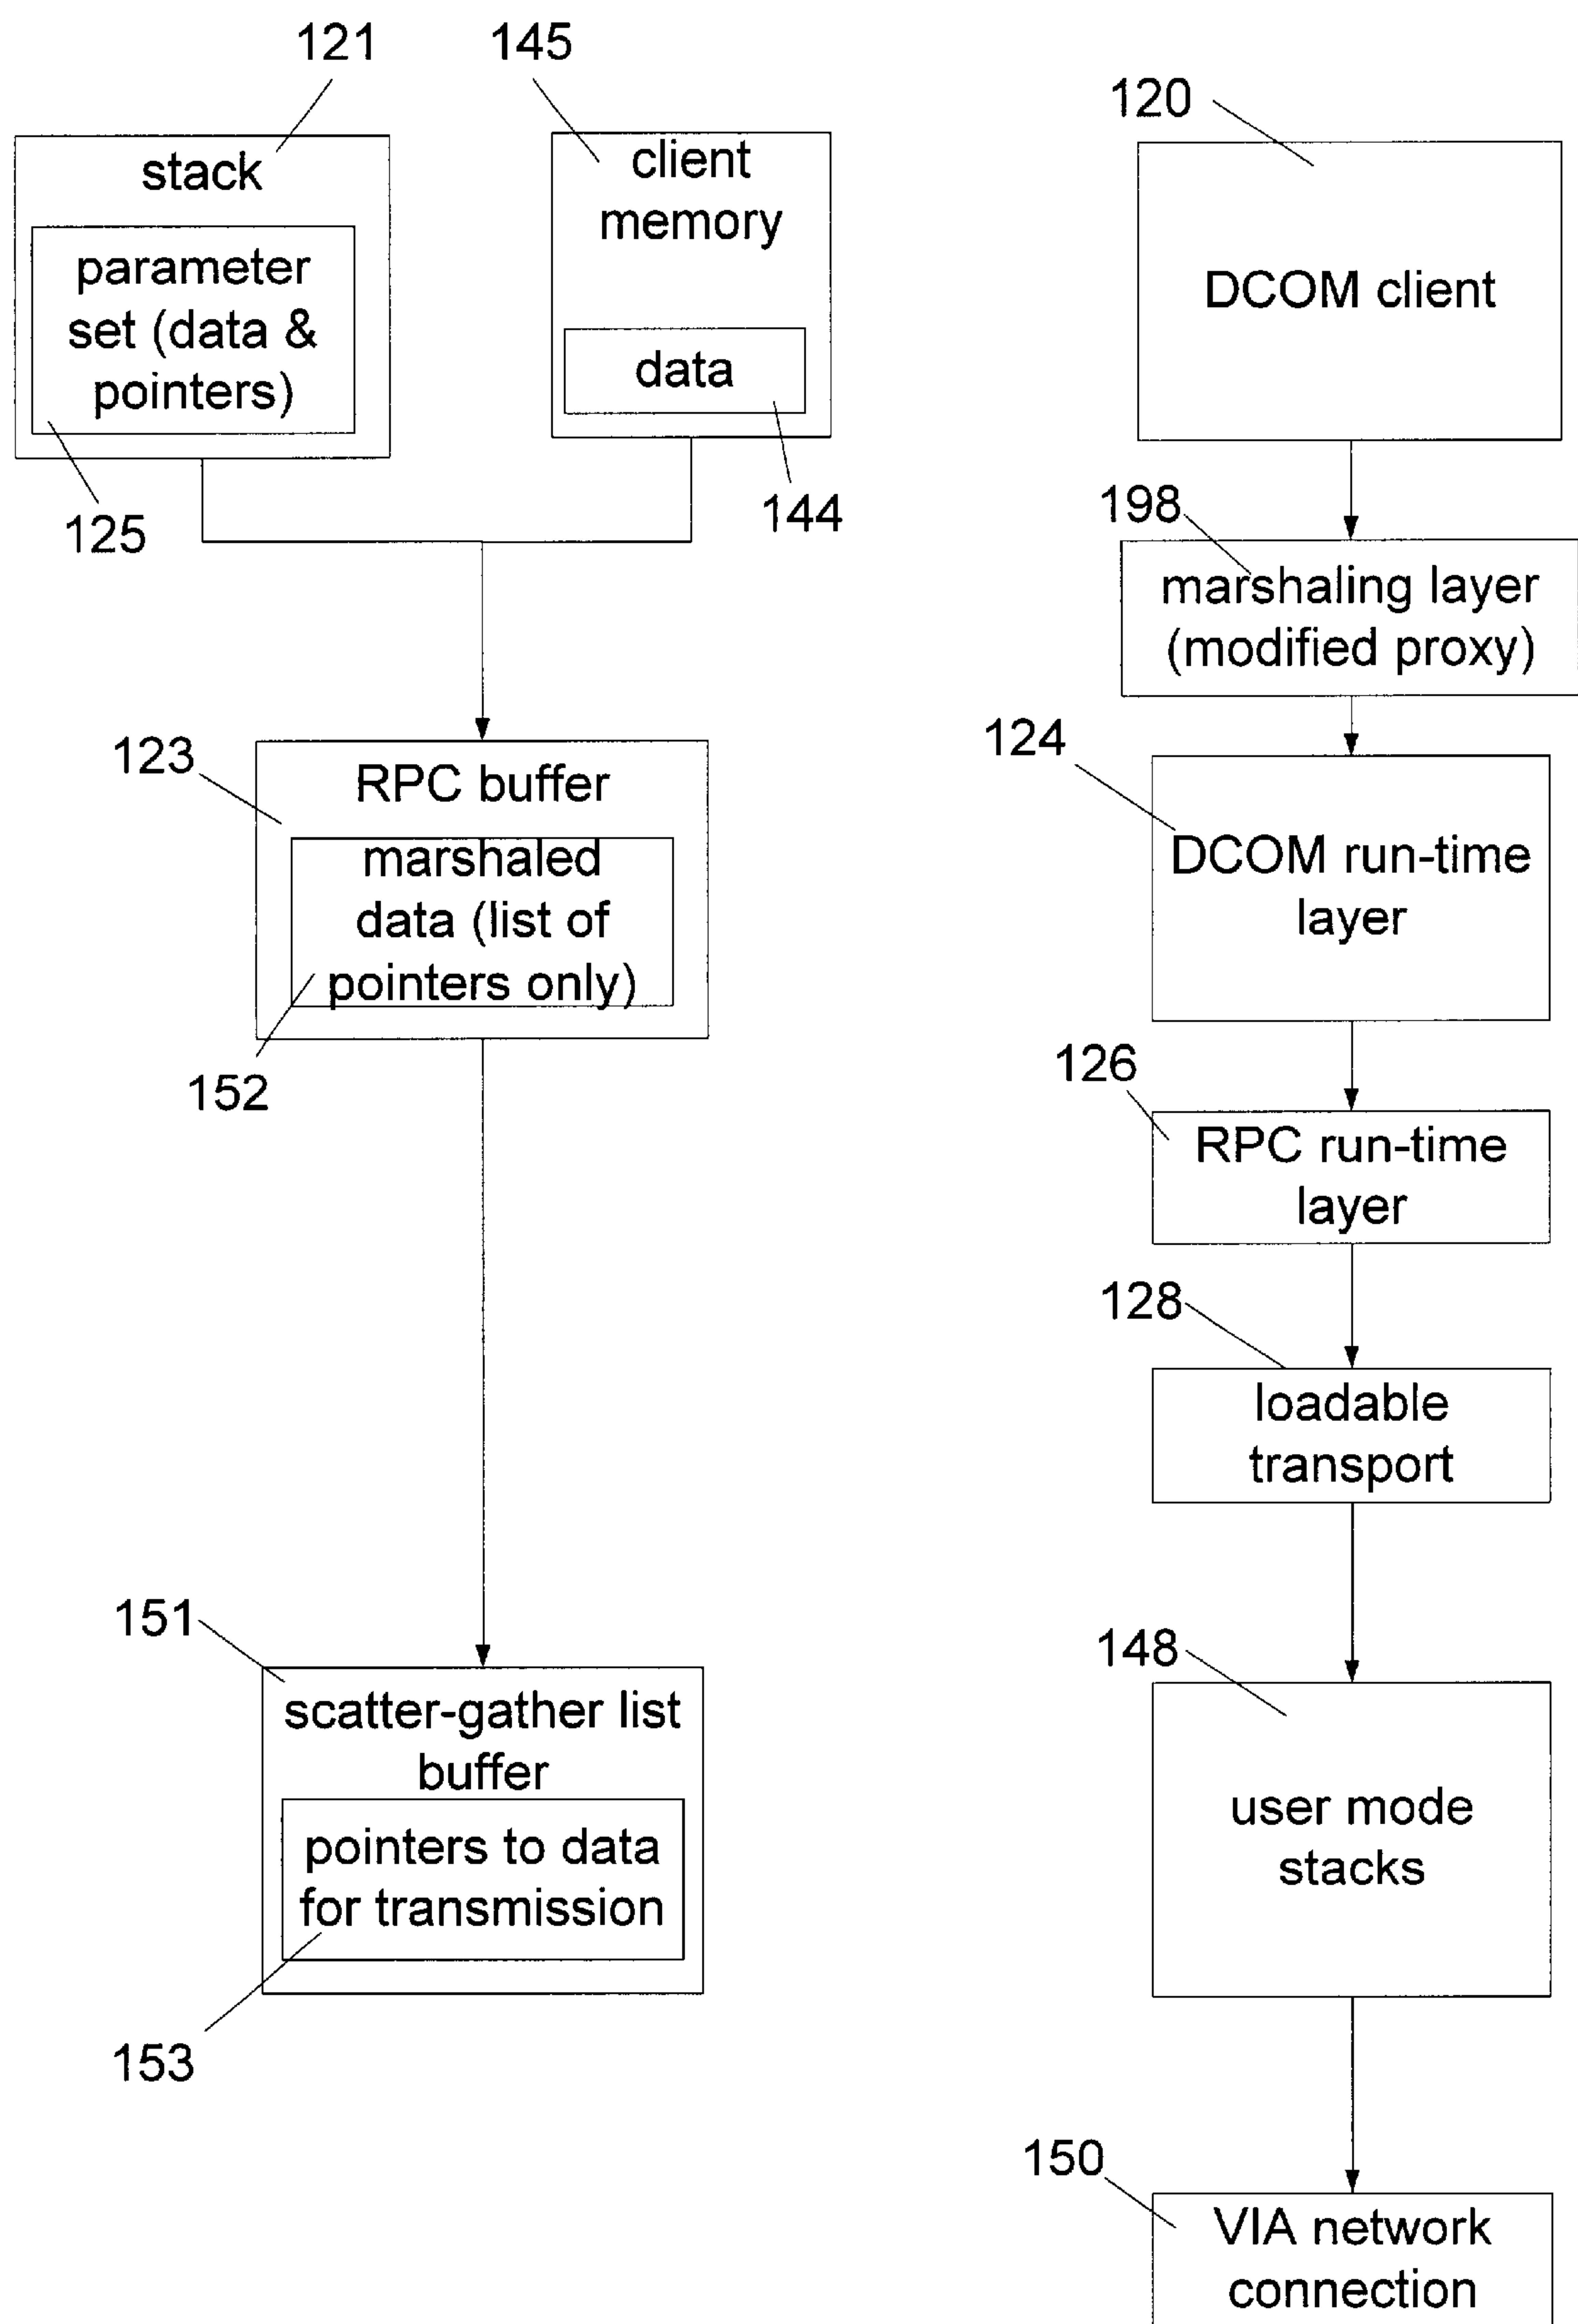 121
145
stack
parameter
set (data &
pointers)
125
client
memory
data
144
123
RPC buffer
marshaled
data (list of
pointers only)
152
151
scatter-gather list
buffer
pointers to data
for transmission
153
120
DCOM client
198
marshaling layer
(modified proxy)
124
DCOM run-time
layer
126
RPC run-time
layer
128
loadable
transport
148
user mode
stacks
150
VIA network
connection